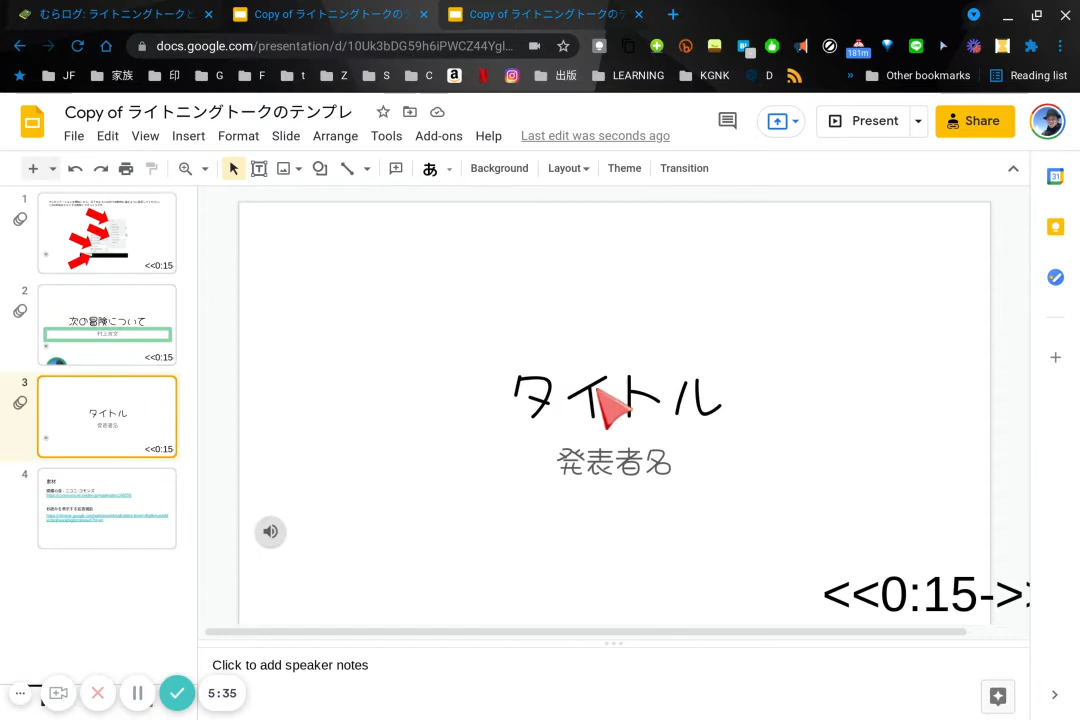 むらログ: ライトニングトークと
Copy of ライトニングトークのテ
Copy of ライトニングトークのテ
docs.google.com/presentation/d/10Uk3bDG59h6iPWCZ44Ygl...
181m
JF 家族 印 G F t Z S C a 出版 LEARNING KGNK D » Other bookmarks Reading list
Copy of ライトニングトークのテンプレ
Present
Share
File Edit View Insert Format Slide Arrange Tools Add-ons Help Last edit was seconds ago
あ Background Layout Theme Transition
31
1
<<0:15
2
次の冒険について
村上吉文
<<0:15
3
タイトル
発表者名
<<0:15
4
素材
タイトル
発表者名
<<0:15->>
Click to add speaker notes
5:35